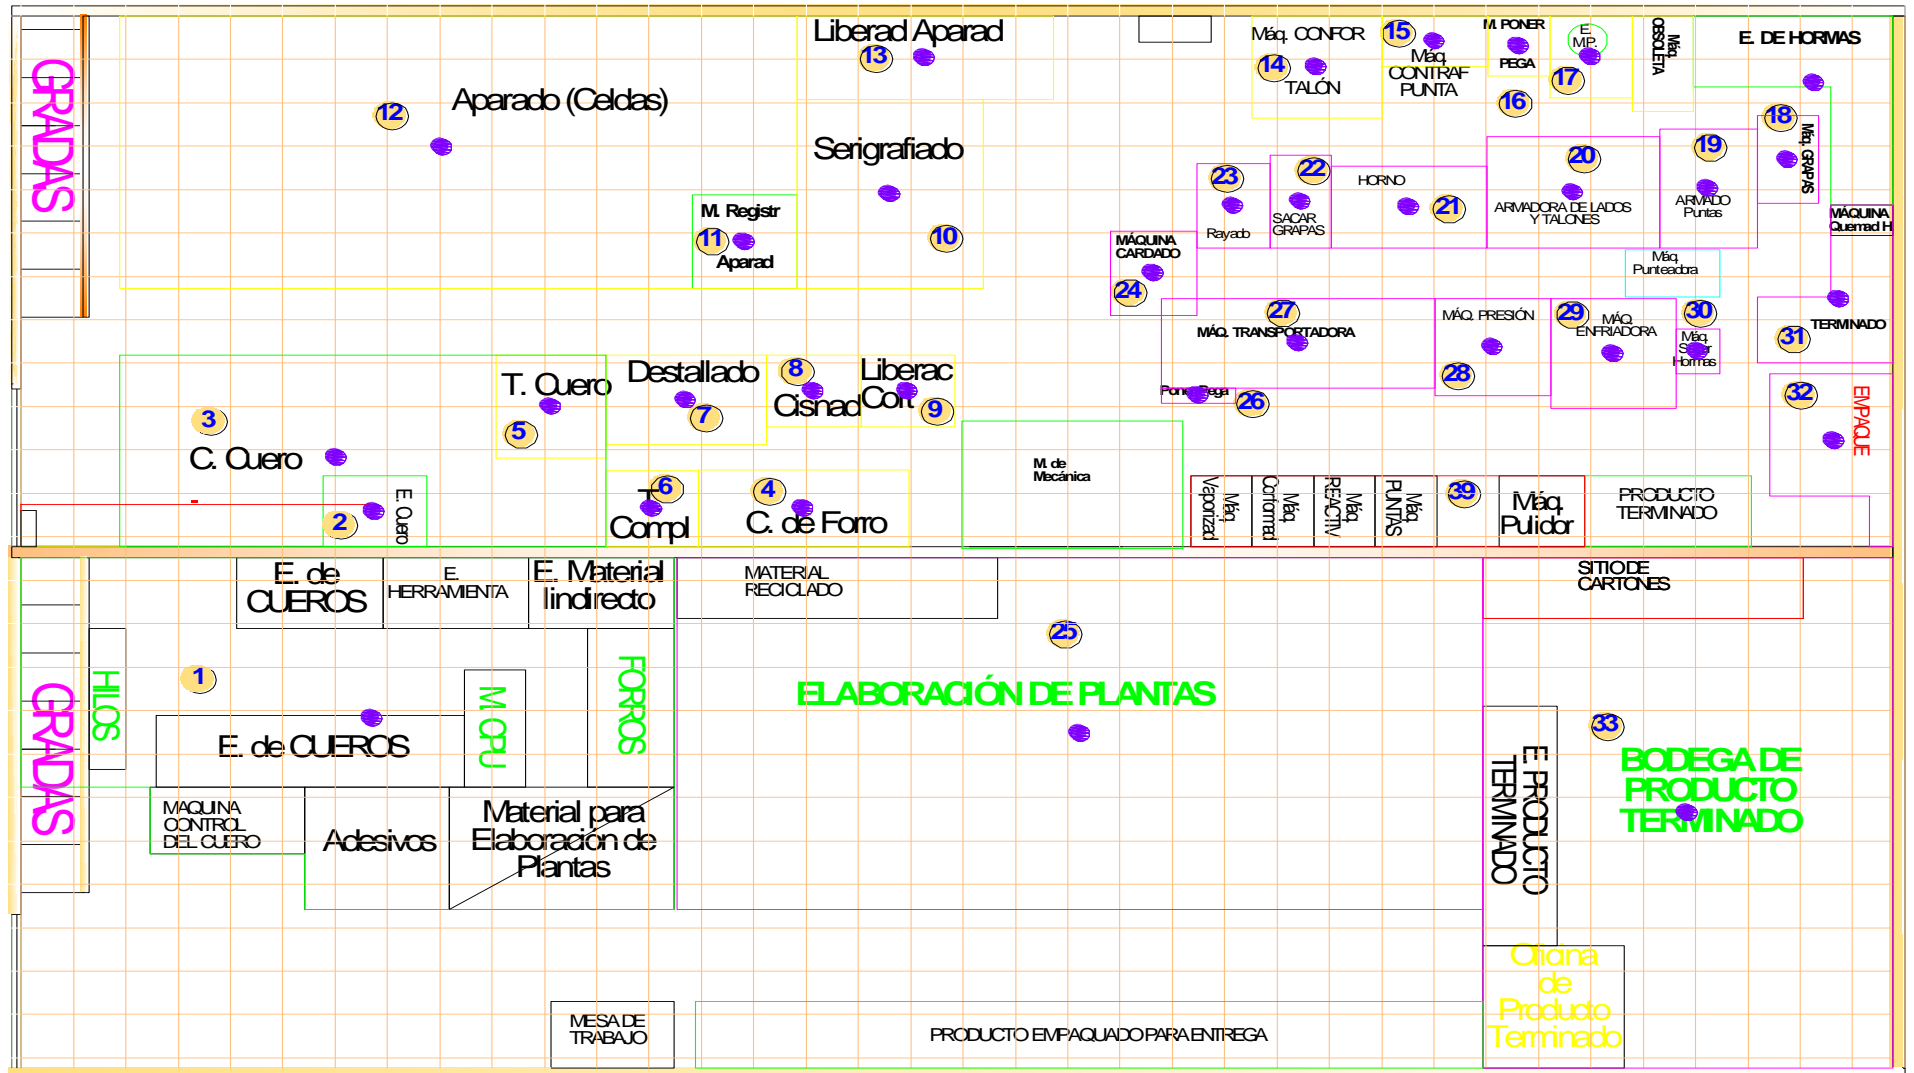 GRADAS
12
Aparado (Celdas)
Liberad Aparad
13
Serigrafiado
10
M. Registr
11
Aparad
Máq. CONFOR
14
TALÓN
15
Máq.
CONTRAF
PUNTA
M. PONER
PEGA
16
E.
M.P.
17
Máq.
OBSOLETA
E. DE HORMAS
18
Máq. GRAPAS
19
ARMADO
Puntas
20
ARMADORA DE LADOS
Y TALONES
HORNO
21
22
SACAR
GRAPAS
23
Rayado
MÁQUINA
CARDADO
24
MÁQUINA
Quemad H
Máq.
Punteadora
27
MÁQ. TRANSPORTADORA
MÁQ. PRESIÓN
28
29
MÁQ.
ENFRIADORA
30
Máq.
Hormas
TERMINADO
31
32
EMPAQUE
Pega
26
3
C. Cuero
T. Cuero
5
Destallado
7
8
Cisnad
Liberac
Cort
9
2
E. Cuero
T.
6
Compl
4
C. de Forro
M. de
Mecánica
Máq.
Vaporizad
Máq.
Conformad
Máq.
REACTIV
Máq.
PUNTAS
39
Máq.
Pulidor
PRODUCTO
TERMINADO
E. de
CUEROS
E.
HERRAMIENTA
E. Material
Iindirecto
MATERIAL
RECICLADO
SITIO DE
CARTONES
GRADAS
HILOS
1
E. de CUEROS
M. CPU
FORROS
25
ELABORACIÓN DE PLANTAS
33
E. PRODUCTO
TERMINADO
BODEGA DE
PRODUCTO
TERMINADO
MAQUINA
CONTROL
DEL CUERO
Adesivos
Material para
Elaboración de
Plantas
Oficina
de
Producto
Terminado
MESA DE
TRABAJO
PRODUCTO EMPAQUADO PARA ENTREGA